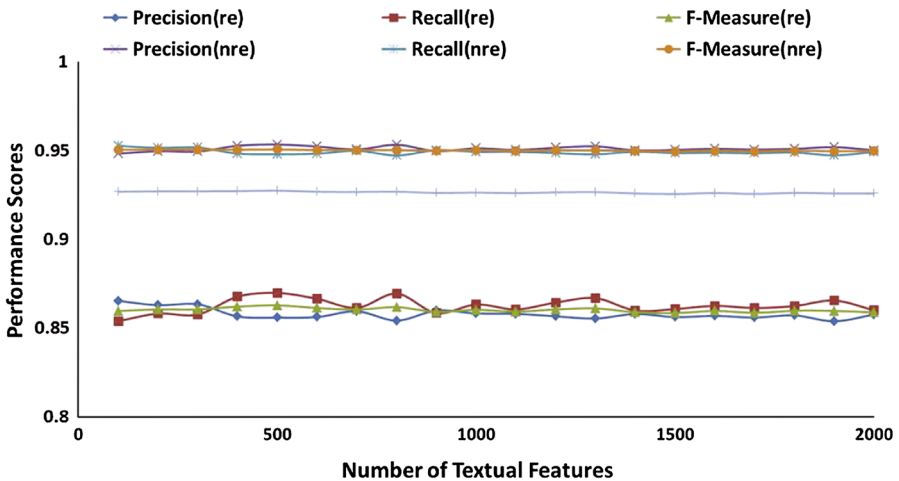 Precision(re) Recall(re) F-Measure(re)
Precision(nre) Recall(nre) F-Measure(nre)
1
0.95
0.9
0.85
0.8
Performance Scores
0 500 1000 1500 2000
Number of Textual Features